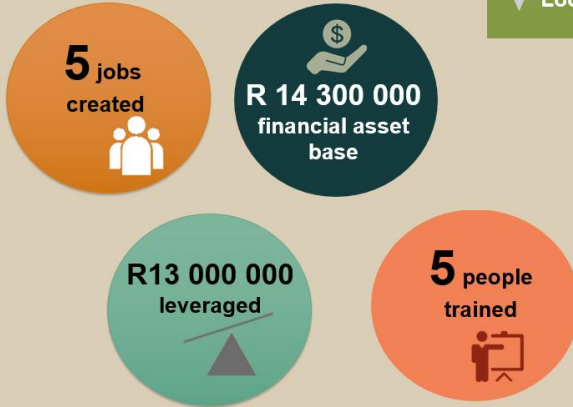 5 jobs
created
$
R 14 300 000
financial asset
base
R13 000 000
leveraged
5 people
trained